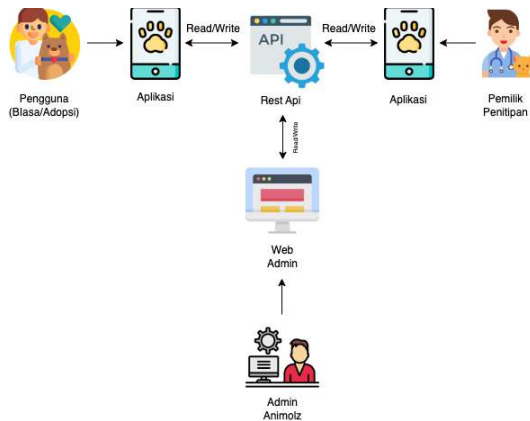 Read/Write
Read/Write
API
Pengguna
(BIasa/Adopsi)
Aplikasi
Rest Api
Aplikasi
Pemilik
Penitipan
Read/Write
Web
Admin
Admin
Animolz